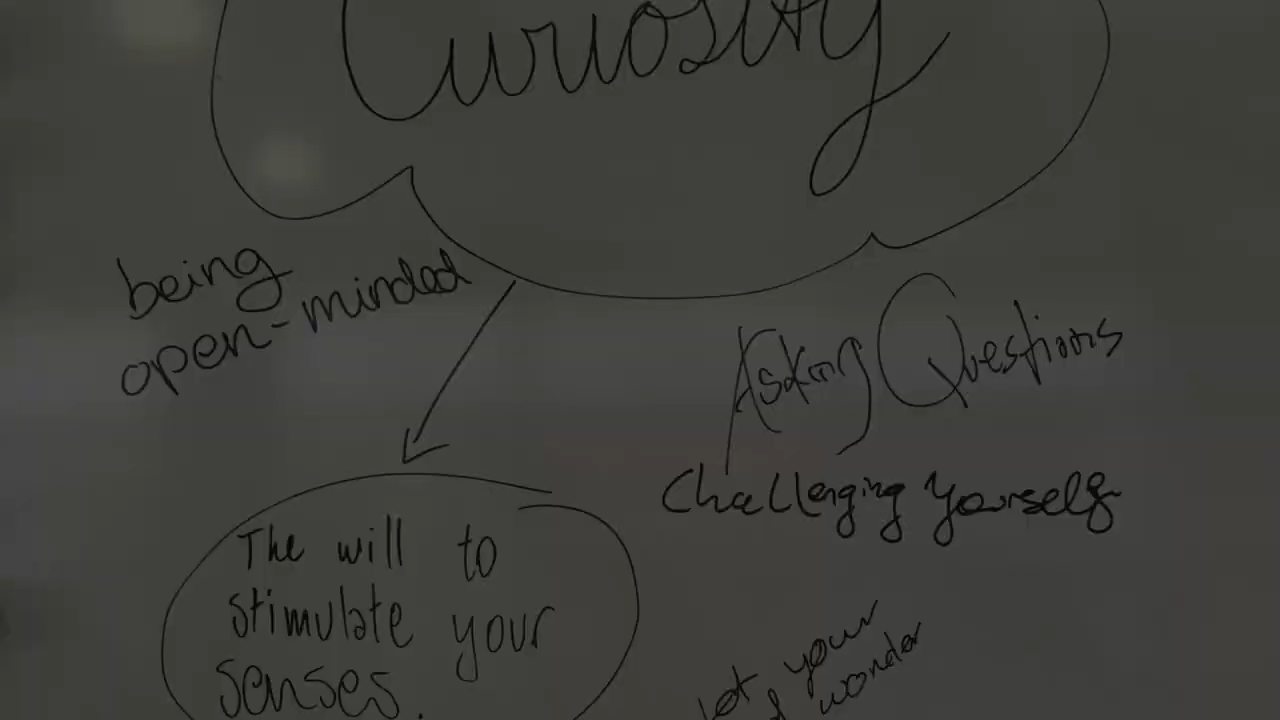 Curiosity
being
open-minded
Asking Questions
Challenging Yourself
The will to
stimulate your
senses.
let your
wonder